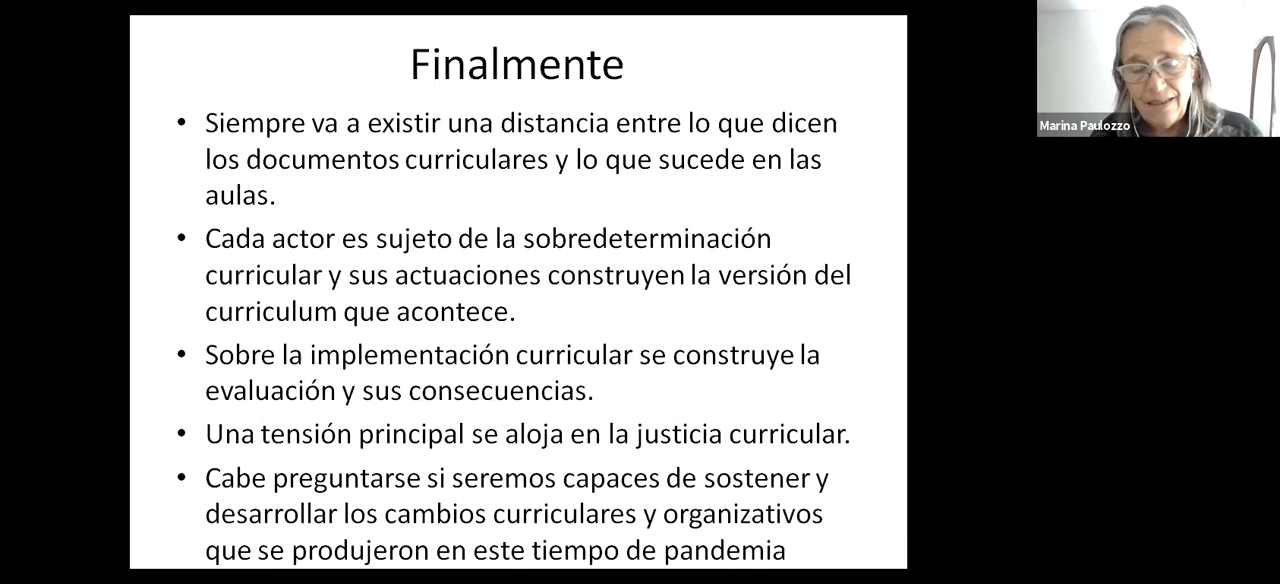 Finalmente
• Siempre va a existir una distancia entre lo que dicen
los documentos curriculares y lo que sucede en las
aulas.
• Cada actor es sujeto de la sobredeterminación
curricular y sus actuaciones construyen la versión del
curriculum que acontece.
• Sobre la implementación curricular se construye la
evaluación y sus consecuencias.
• Una tensión principal se aloja en la justicia curricular.
• Cabe preguntarse si seremos capaces de sostener y
desarrollar los cambios curriculares y organizativos
que se produjeron en este tiempo de pandemia
Marina Paulozzo